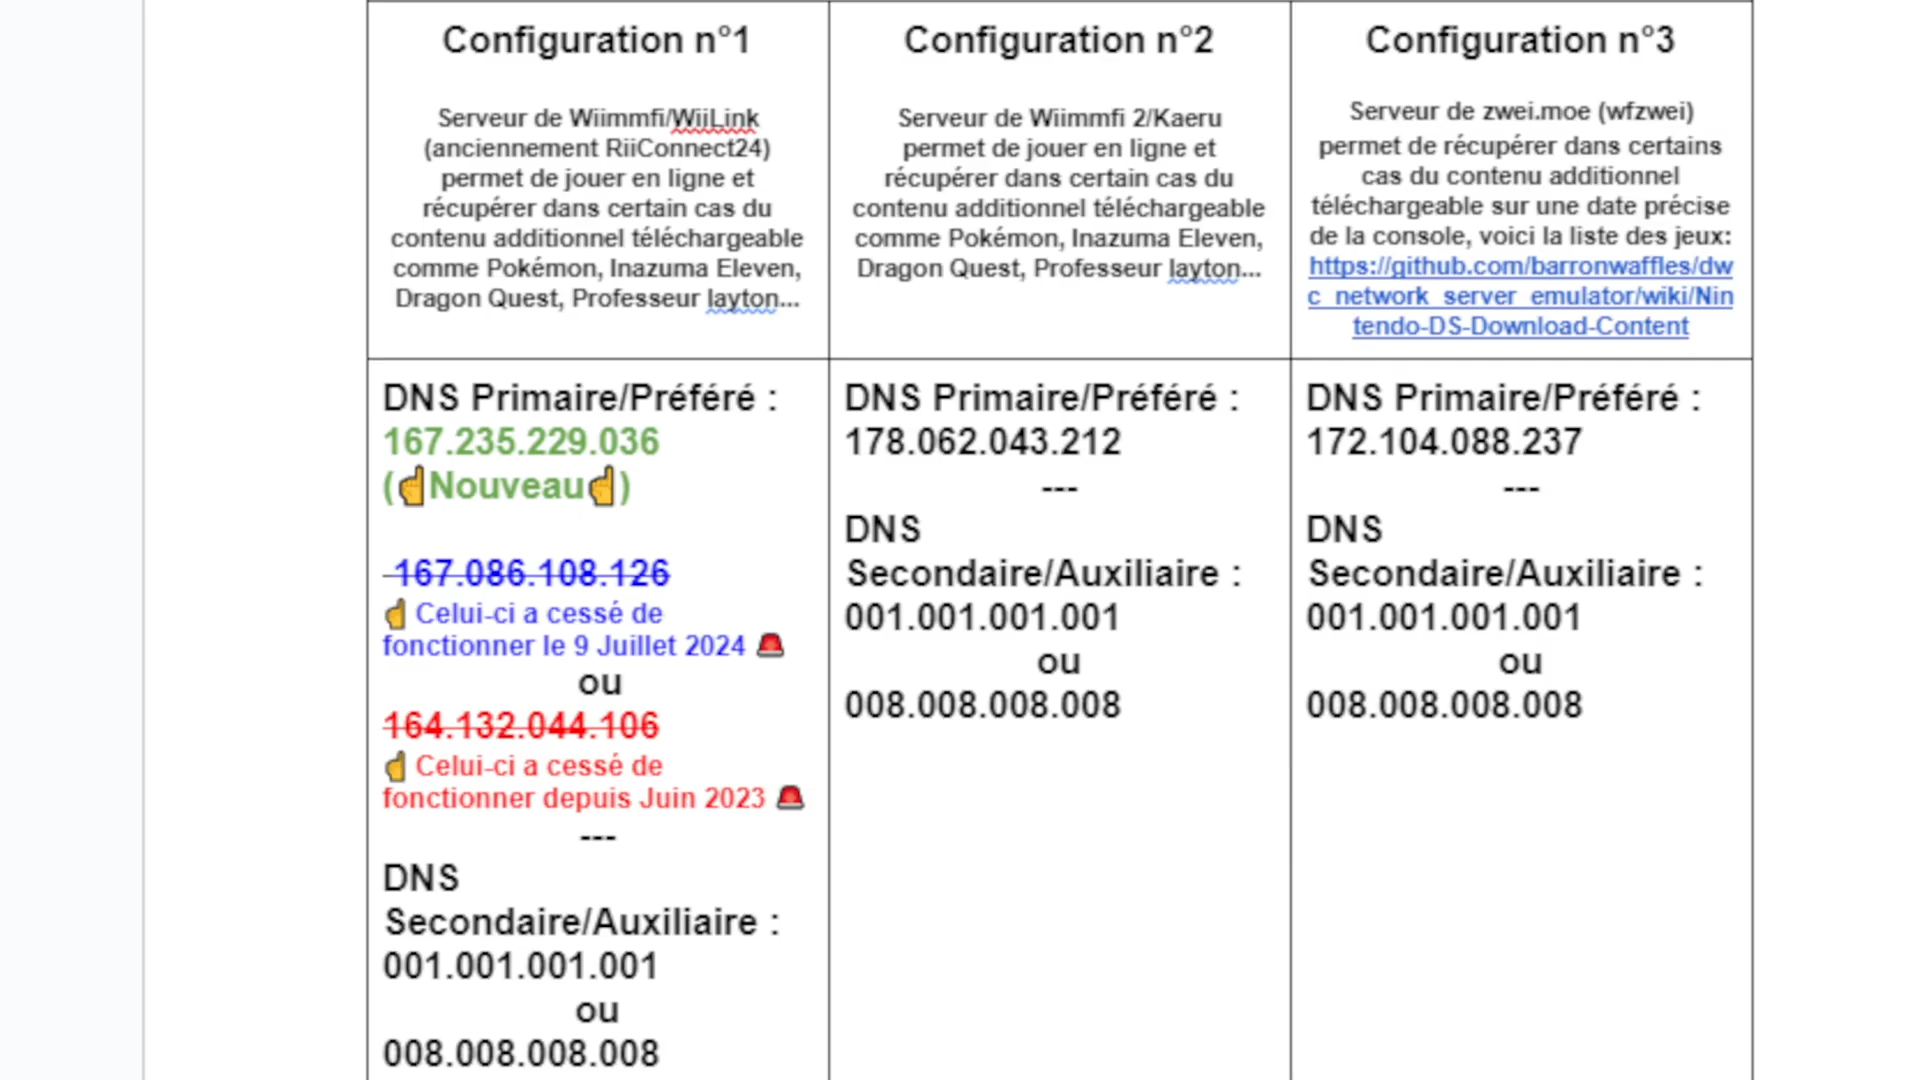 Configuration n°1
Serveur de Wiimmfi/WiiLink
(anciennement RiiConnect24)
permet de jouer en ligne et
récupérer dans certain cas du
contenu additionnel téléchargeable
comme Pokémon, Inazuma Eleven,
Dragon Quest, Professeur layton...
Configuration n°2
Serveur de Wiimmfi 2/Kaeru
permet de jouer en ligne et
récupérer dans certain cas du
contenu additionnel téléchargeable
comme Pokémon, Inazuma Eleven,
Dragon Quest, Professeur layton...
Configuration n°3
Serveur de zwei.moe (wfzwei)
permet de récupérer dans certains
cas du contenu additionnel
téléchargeable sur une date précise
de la console, voici la liste des jeux:
https://github.com/barronwaffles/dw
c_network_server_emulator/wiki/Nin
tendo-DS-Download-Content
DNS Primaire/Préféré :
167.235.229.036
(☝Nouveau☝)
167.086.108.126
☝Celui-ci a cessé de
fonctionner le 9 Juillet 2024 🚨
ou
164.132.044.106
☝Celui-ci a cessé de
fonctionner depuis Juin 2023 🚨
---
DNS
Secondaire/Auxiliaire :
001.001.001.001
ou
008.008.008.008
DNS Primaire/Préféré :
178.062.043.212
---
DNS
Secondaire/Auxiliaire :
001.001.001.001
ou
008.008.008.008
DNS Primaire/Préféré :
172.104.088.237
---
DNS
Secondaire/Auxiliaire :
001.001.001.001
ou
008.008.008.008